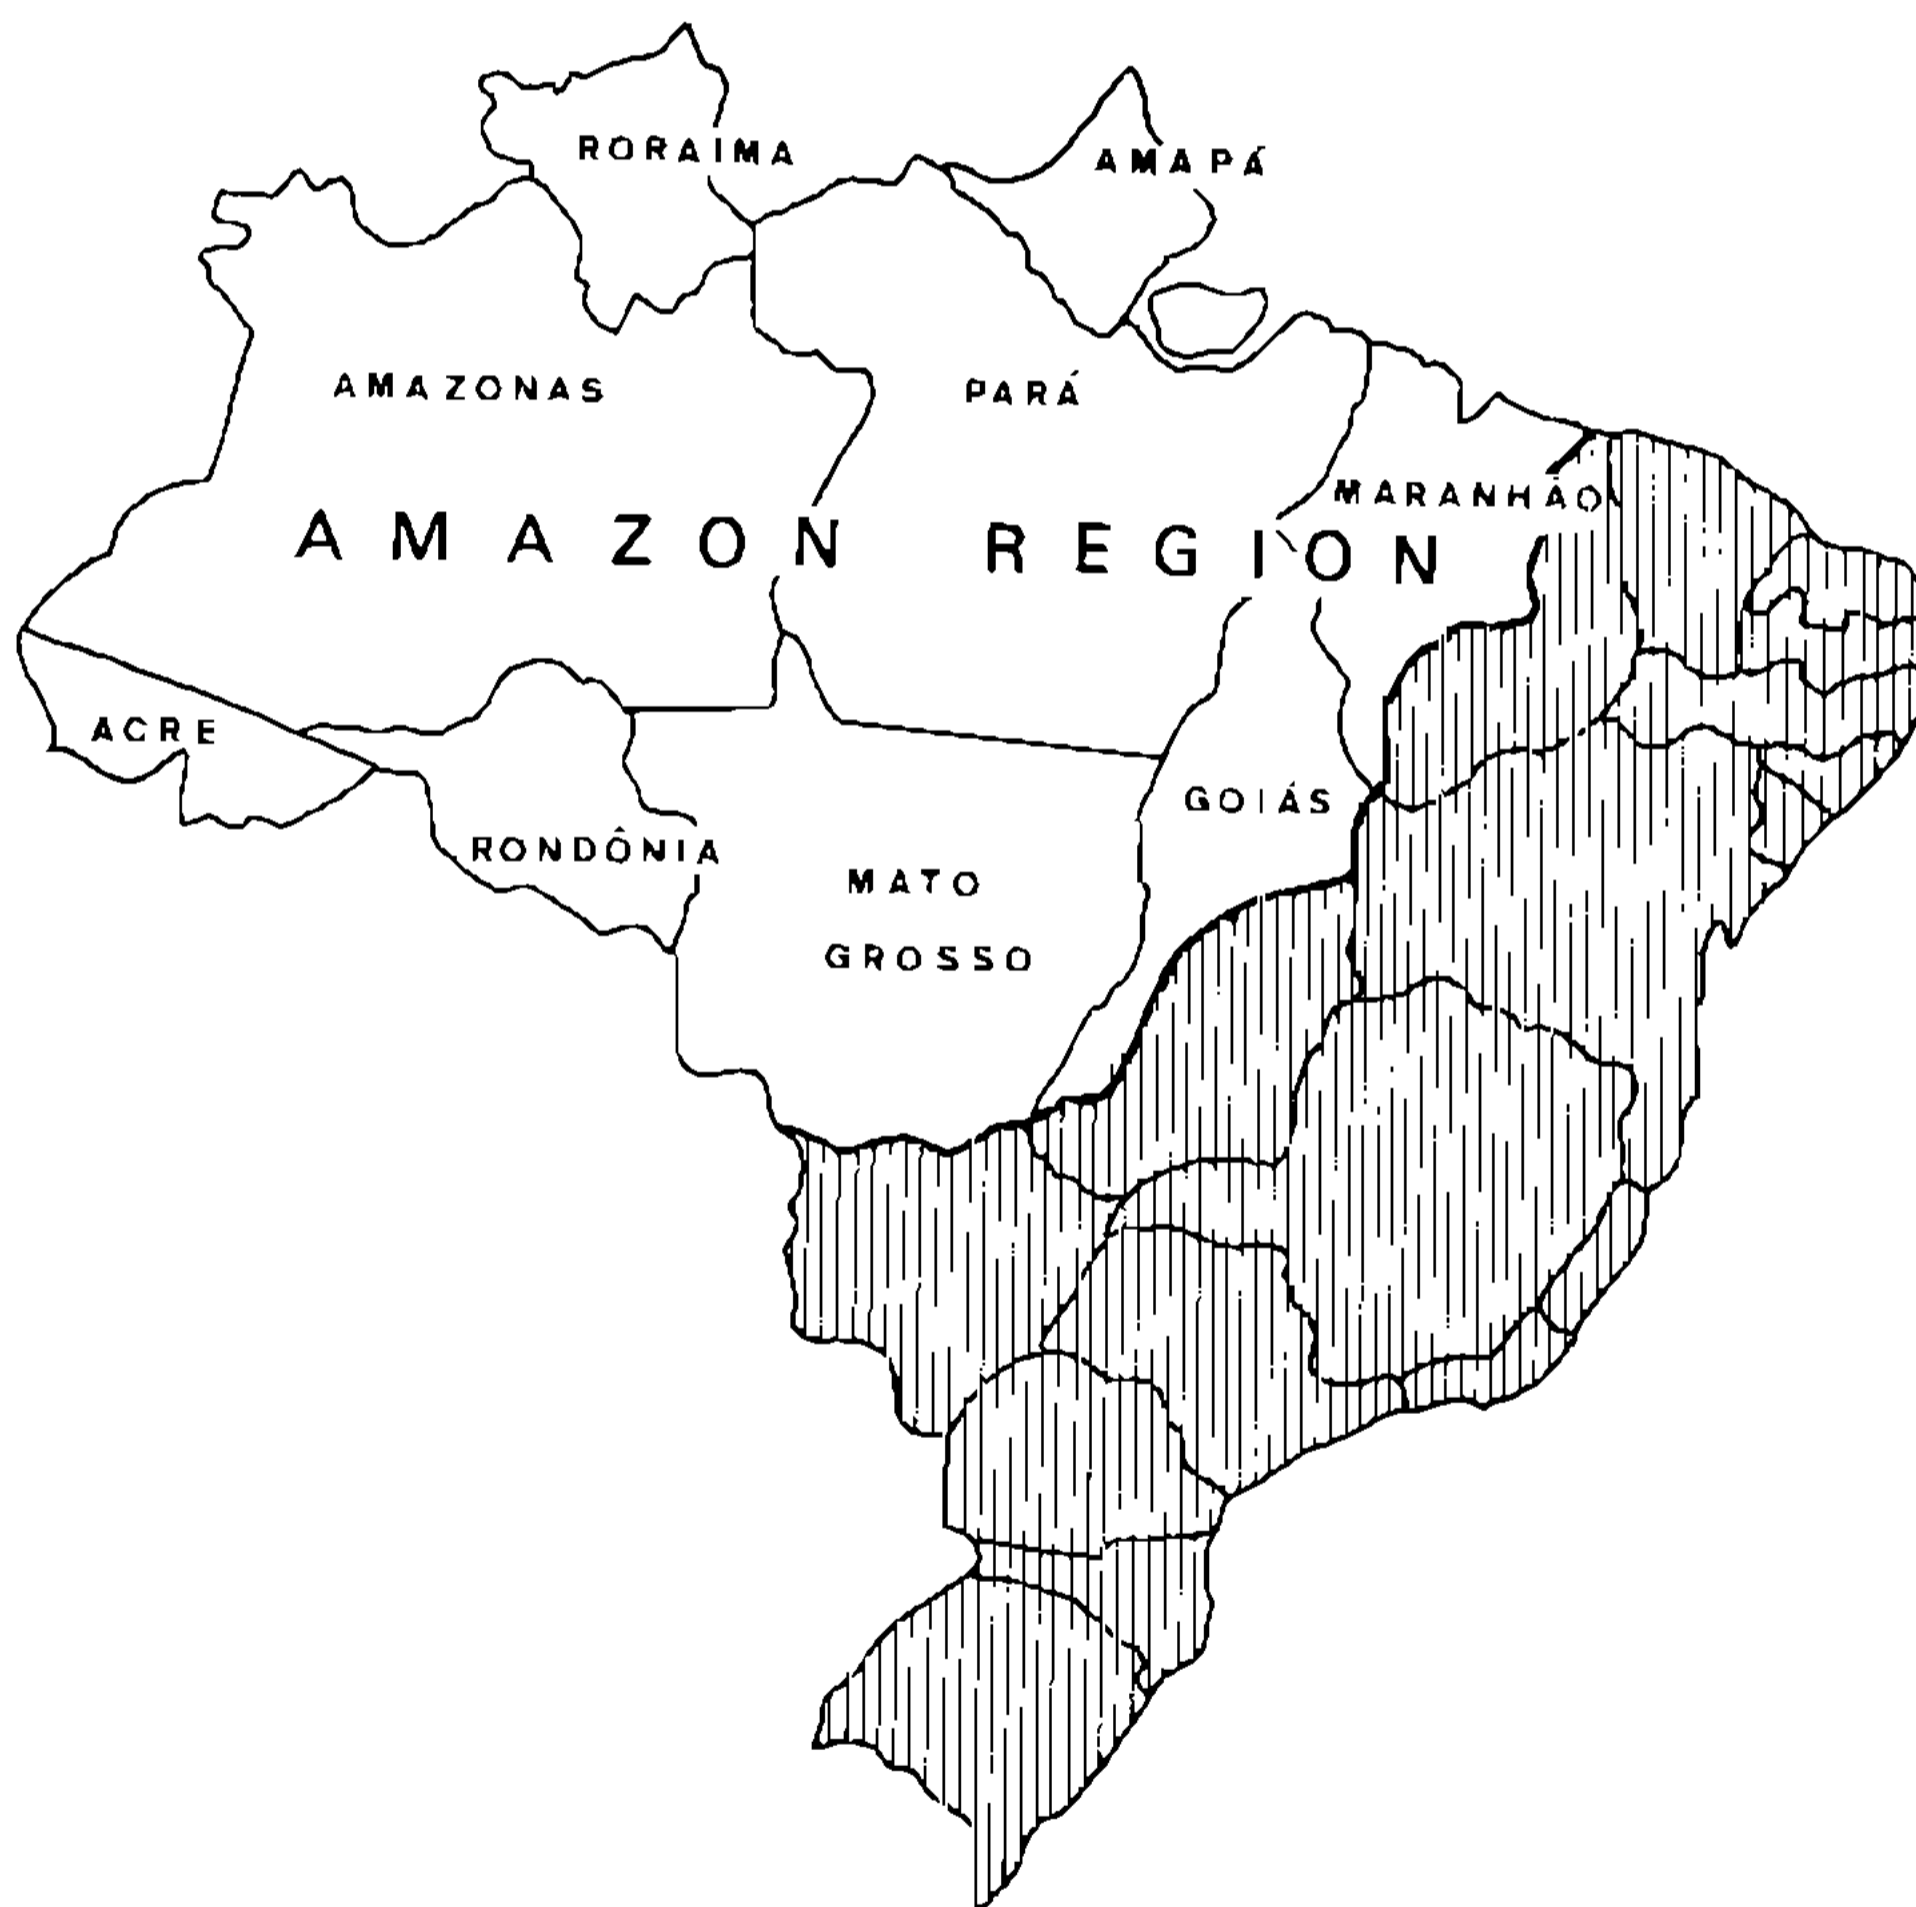 RORAIMA
AMAPÁ
AMAZONAS
PARÁ
MARANHÃO
AMAZON REGION
ACRE
GOIÁS
RONDÔNIA
MATO
GROSSO